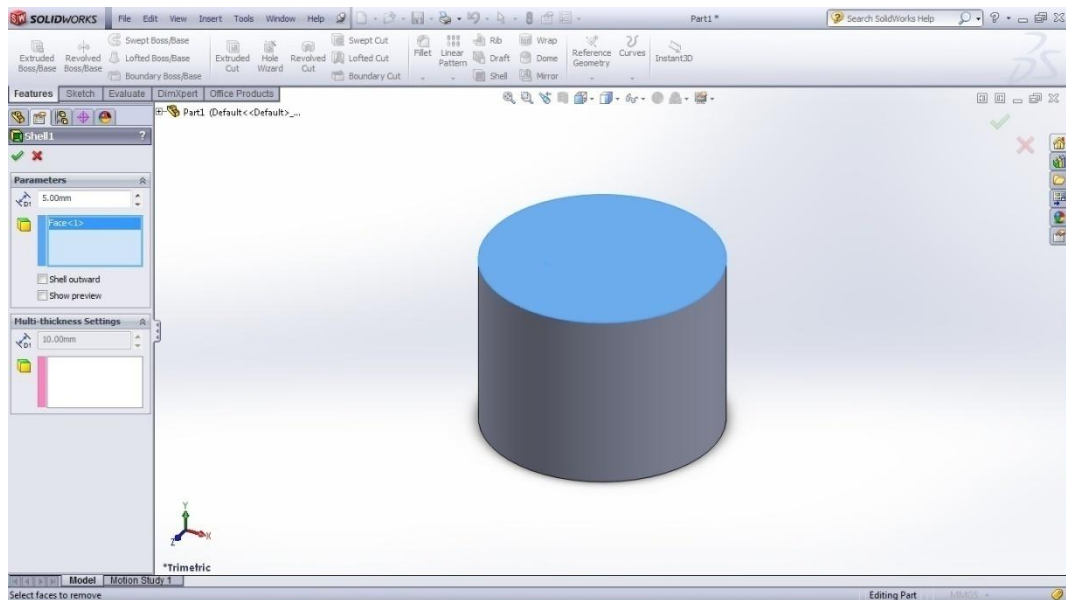 SOLIDWORKS File Edit View Insert Tools Window Help Part1 * Search SolidWorks Help
Extruded Boss/Base
Revolved Boss/Base
Swept Boss/Base
Lofted Boss/Base
Boundary Boss/Base
Extruded Cut
Hole Wizard
Revolved Cut
Swept Cut
Lofted Cut
Boundary Cut
Fillet
Linear Pattern
Rib
Draft
Shell
Wrap
Dome
Mirror
Reference Geometry
Curves
Instant3D
Features Sketch Evaluate DimXpert Office Products
Part1 (Default<<Default>_...
Shell1 ?
Parameters
D1 5.00mm
Face<1>
Shell outward
Show preview
Multi-thickness Settings
D1 10.00mm
Y
X
Z
*Trimetric
Model Motion Study 1
Select faces to remove Editing Part MMGS